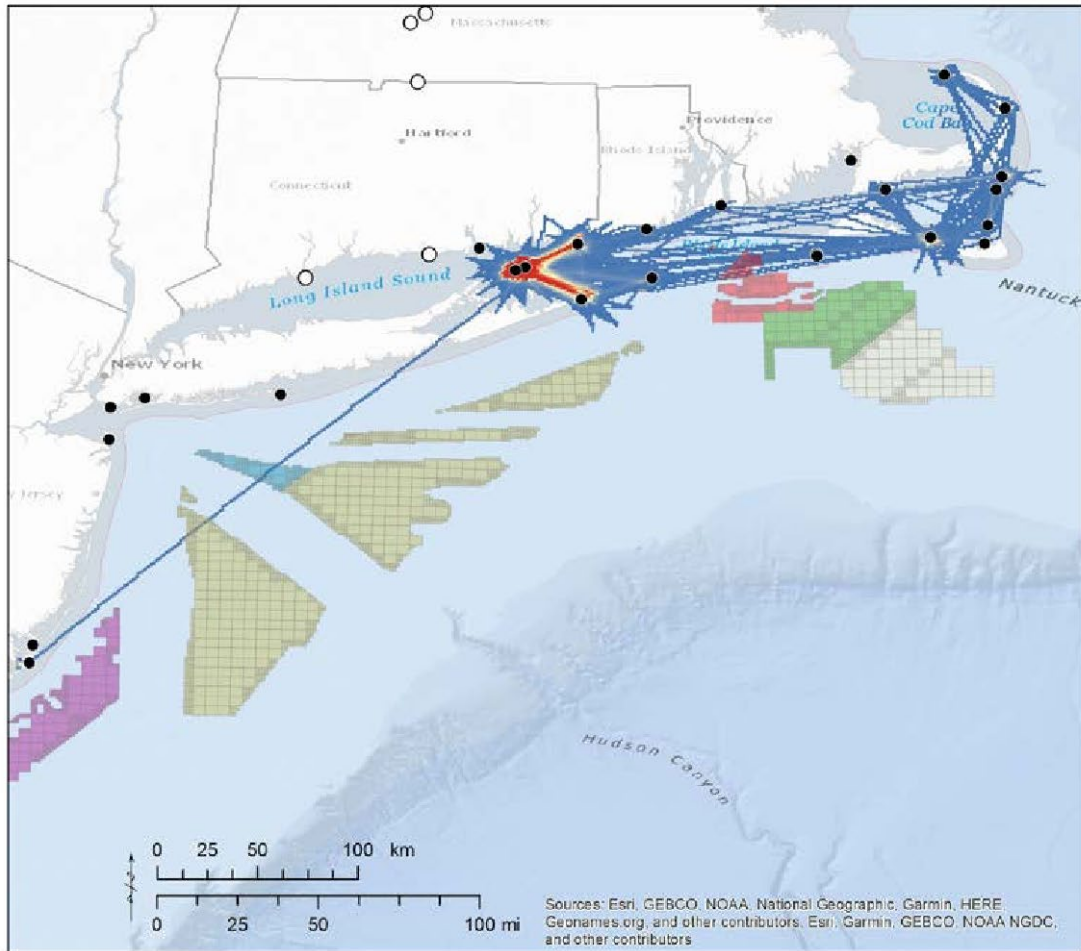 Massachusetts
Cape
Cod Bay
Hartford
Providence
Rhode Island
Connecticut
Long Island Sound
Nantuck
New York
Jersey
Hudson Canyon
0 25 50 100 km
0 25 50 100 mi
Sources: Esri, GEBCO, NOAA, National Geographic, Garmin, HERE,
Geonames.org, and other contributors, Esri, Garmin, GEBCO, NOAA NGDC,
and other contributors